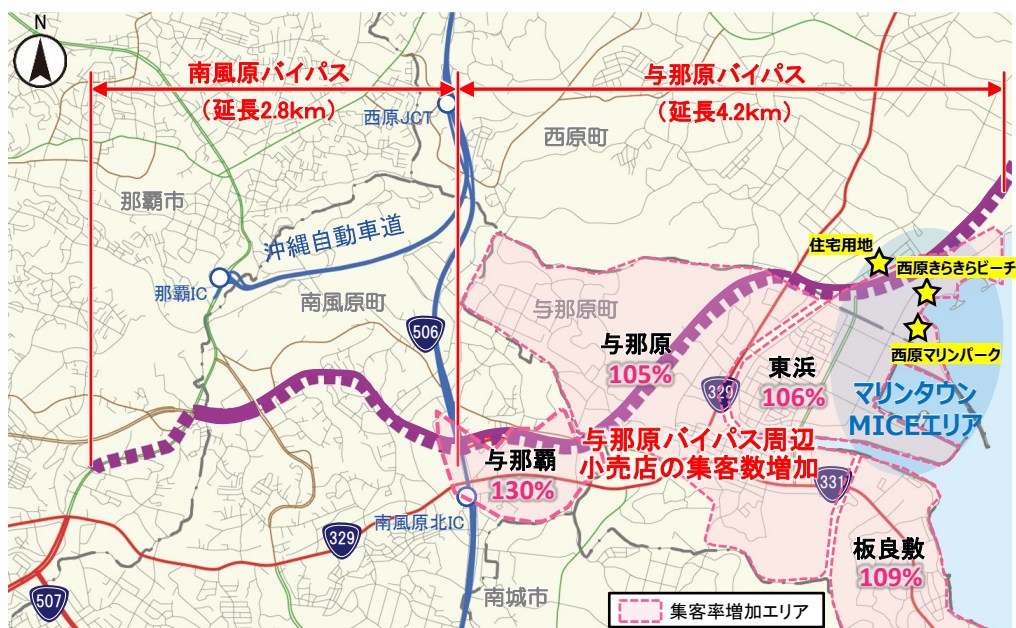 N
南風原バイパス
（延長2.8km）
与那原バイパス
（延長4.2km）
西原JCT
西原町
那覇市
沖縄自動車道
住宅用地
西原きらきらビーチ
那覇IC
南風原町
与那原町
506
西原マリンパーク
与那原
105%
東浜
106%
329
マリンタウン
MICEエリア
与那原バイパス周辺
小売店の集客数増加
与那覇
130%
331
南風原北IC
329
板良敷
109%
507
南城市
集客率増加エリア